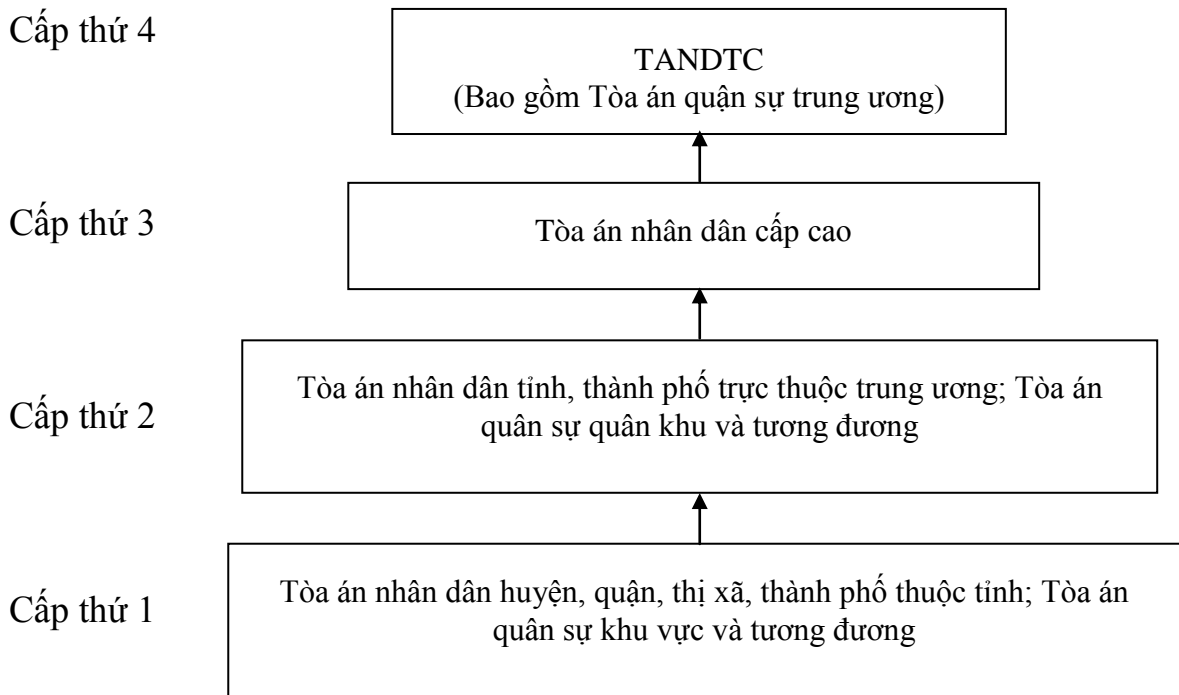 Cấp thứ 4
TANDTC
(Bao gồm Tòa án quận sự trung ương)
Cấp thứ 3
Tòa án nhân dân cấp cao
Cấp thứ 2
Tòa án nhân dân tỉnh, thành phố trực thuộc trung ương; Tòa án
quân sự quân khu và tương đương
Cấp thứ 1
Tòa án nhân dân huyện, quận, thị xã, thành phố thuộc tỉnh; Tòa án
quân sự khu vực và tương đương